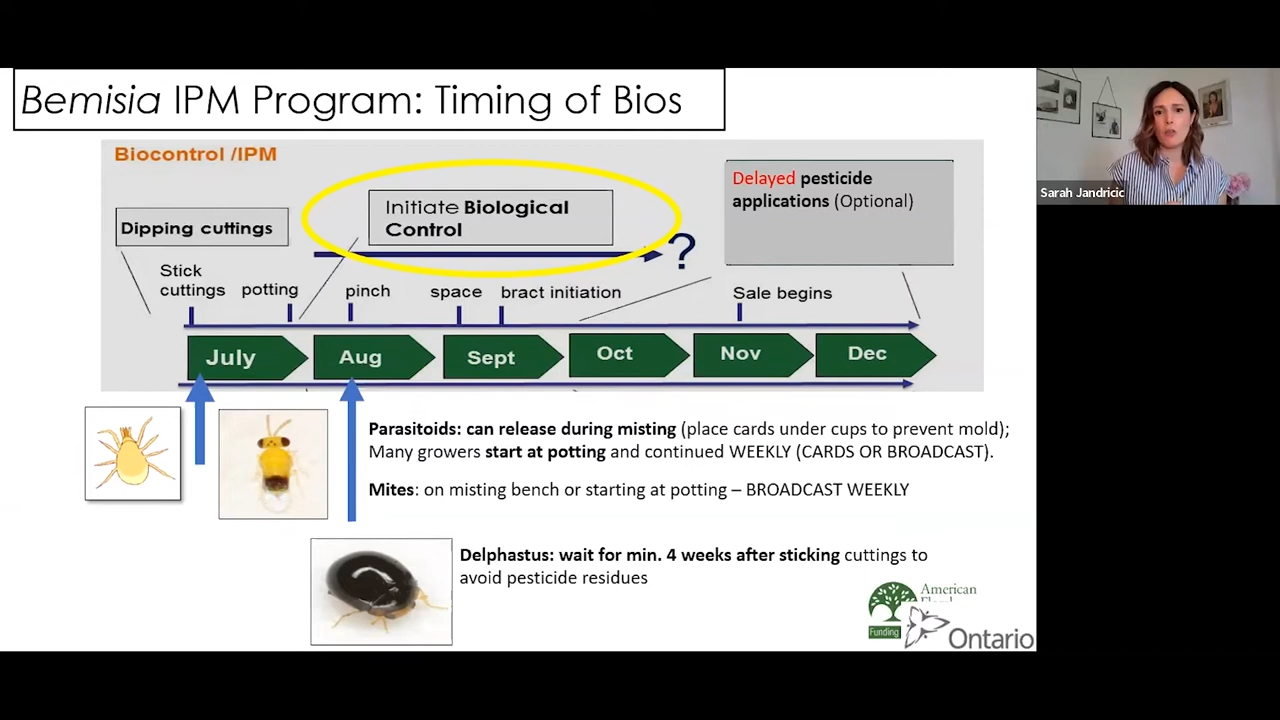 Bemisia IPM Program: Timing of Bios
Biocontrol /IPM
Dipping cuttings
Initiate Biological
Control
?
Delayed pesticide
applications (Optional)
Stick
cuttings
potting
pinch
space
bract initiation
Sale begins
July
Aug
Sept
Oct
Nov
Dec
Parasitoids: can release during misting (place cards under cups to prevent mold);
Many growers start at potting and continued WEEKLY (CARDS OR BROADCAST).
Mites: on misting bench or starting at potting – BROADCAST WEEKLY
Delphastus: wait for min. 4 weeks after sticking cuttings to
avoid pesticide residues
American
Funding
Ontario
Sarah Jandricic